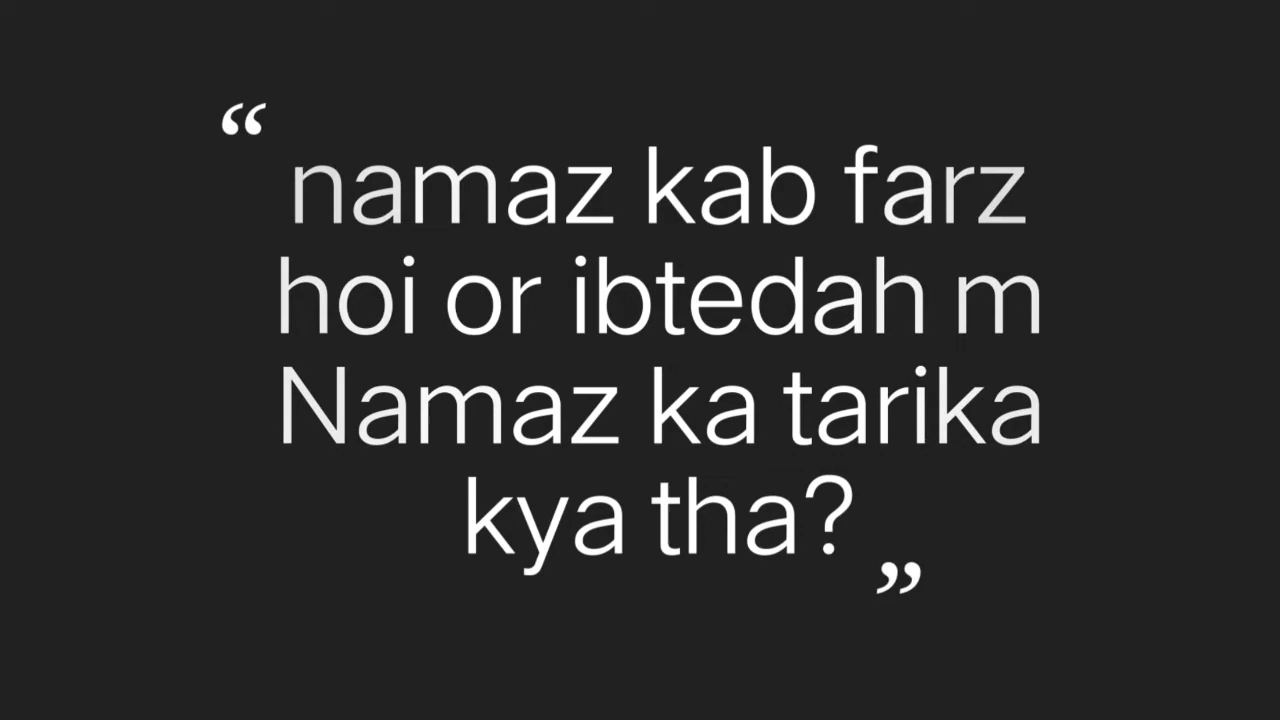 “ namaz kab farz
hoi or ibtedah m
Namaz ka tarika
kya tha? ”